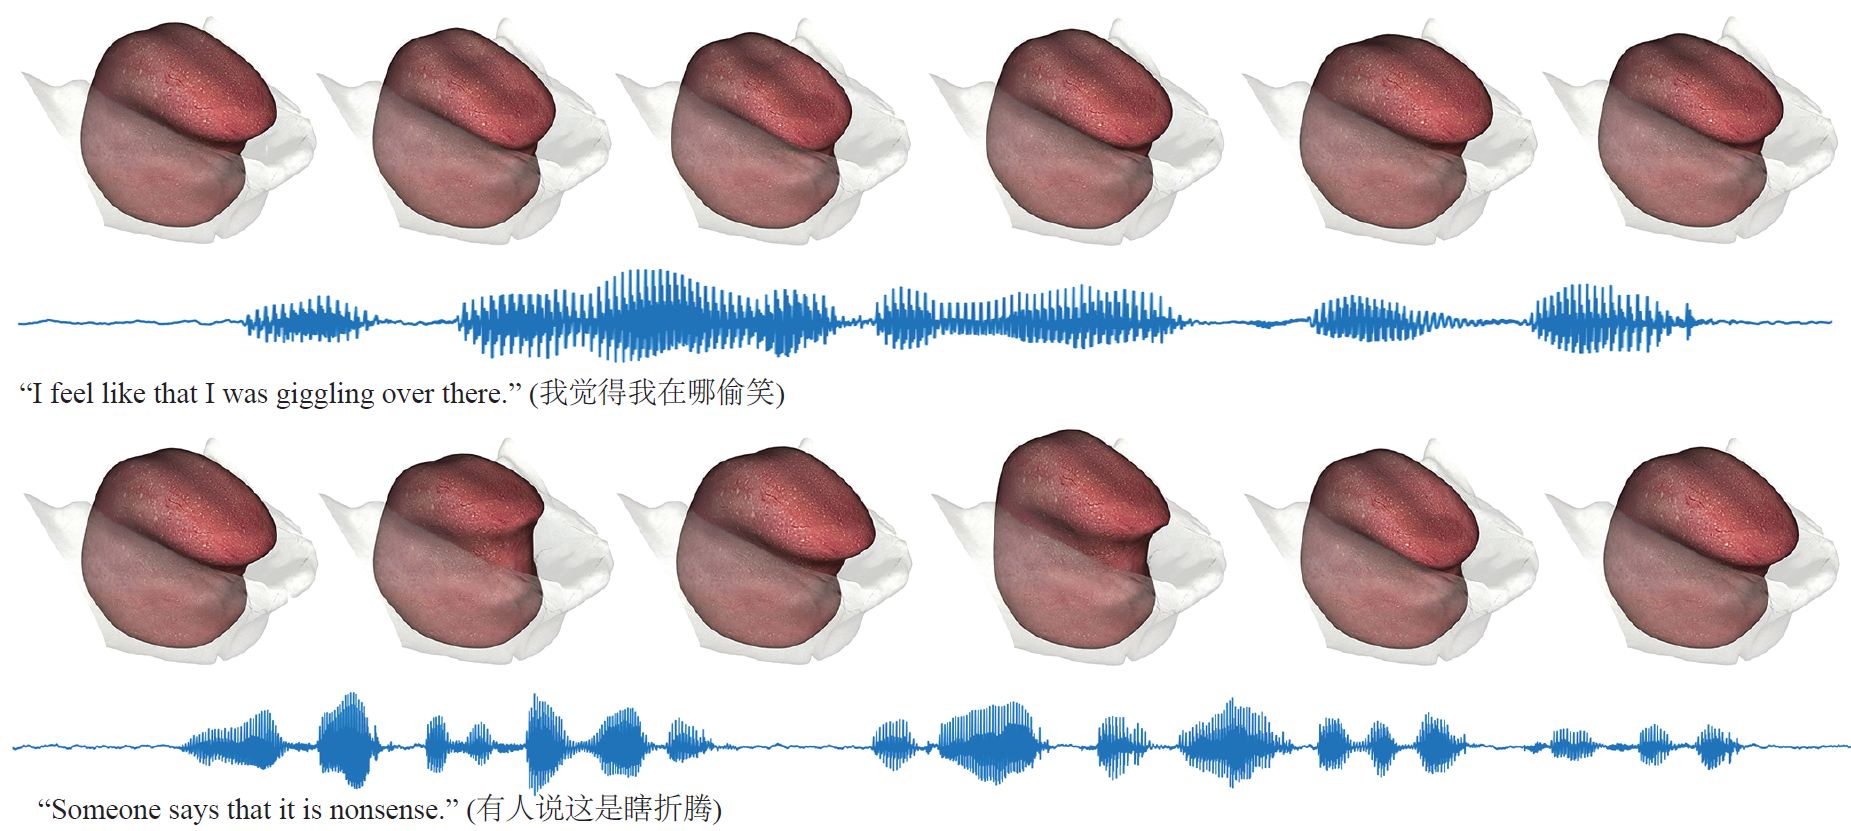 “I feel like that I was giggling over there.” (我觉得我在哪偷笑)
“Someone says that it is nonsense.” (有人说这是瞎折腾)